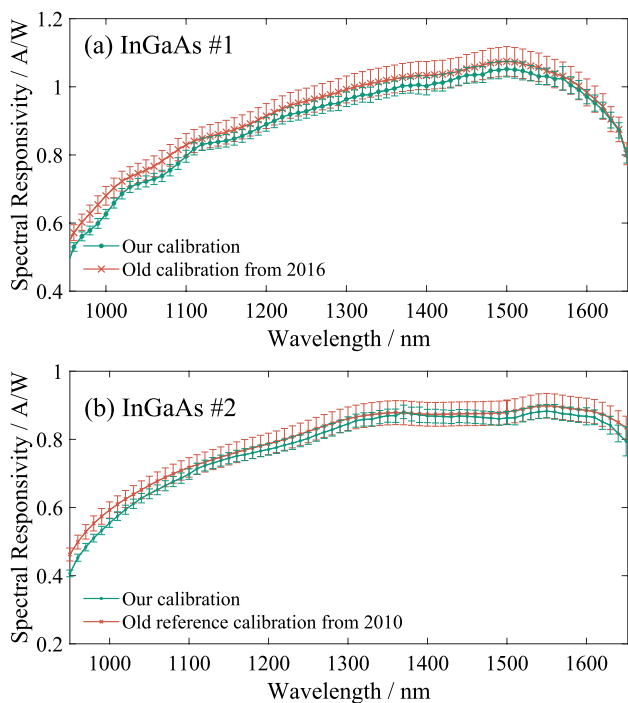 1.2
(a) InGaAs #1
1
0.8
0.6
0.4
Spectral Responsivity / A/W
Our calibration
Old calibration from 2016
1000 1100 1200 1300 1400 1500 1600
Wavelength / nm
1
(b) InGaAs #2
0.8
0.6
0.4
0.2
Spectral Responsivity / A/W
Our calibration
Old reference calibration from 2010
1000 1100 1200 1300 1400 1500 1600
Wavelength / nm